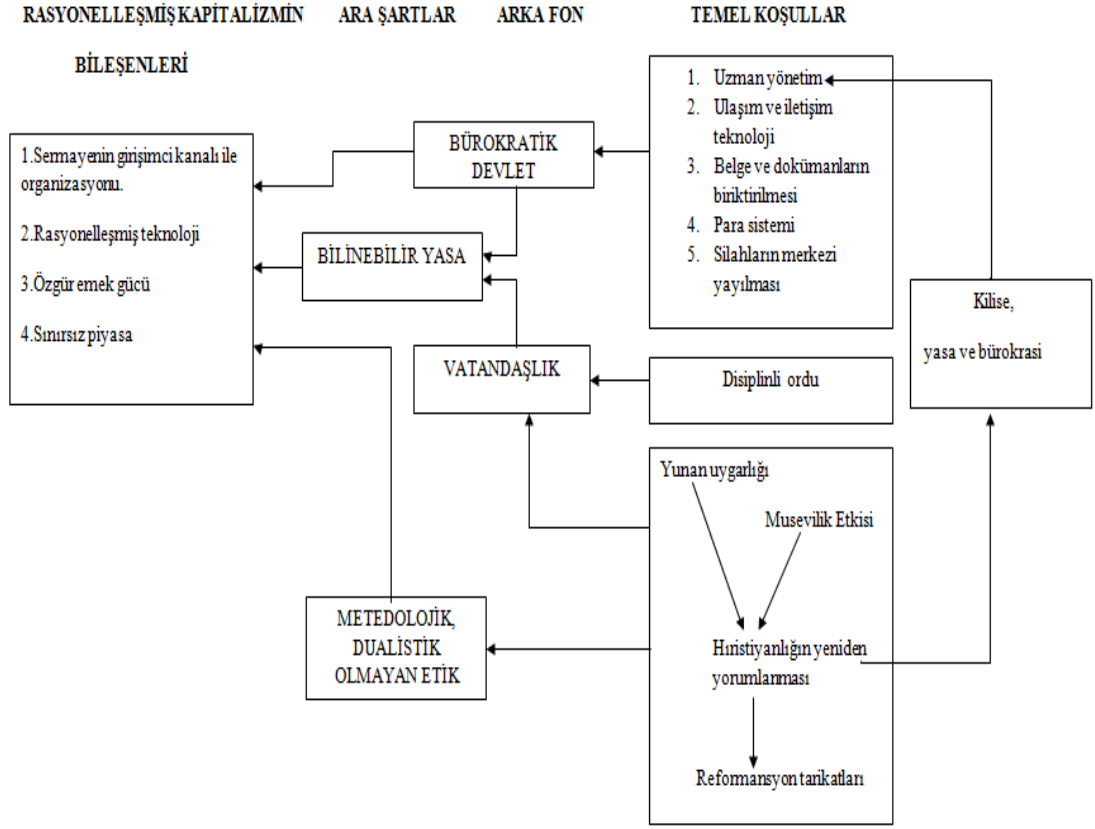 RASYONELLEŞMİŞ KAPİTALİZMİN
BİLEŞENLERİ
ARA ŞARTLAR
ARKA FON
TEMEL KOŞULLAR
1.Sermayenin girişimci kanalı ile
organizasyonu.
2.Rasyonelleşmiş teknoloji
3.Özgür emek gücü
4.Sınırsız piyasa
BÜROKRATİK
DEVLET
BİLİNEBİLİR YASA
VATANDAŞLIK
METEDOLOJİK,
DUALİSTİK
OLMAYAN ETİK
1. Uzman yönetim
2. Ulaşım ve iletişim
teknoloji
3. Belge ve dokümanların
biriktirilmesi
4. Para sistemi
5. Silahların merkezi
yayılması
Disiplinli ordu
Yunan uygarlığı
Musevilik Etkisi
Hıristiyanlığın yeniden
yorumlanması
Reformansyon tarikatları
Kilise,
yasa ve bürokrasi